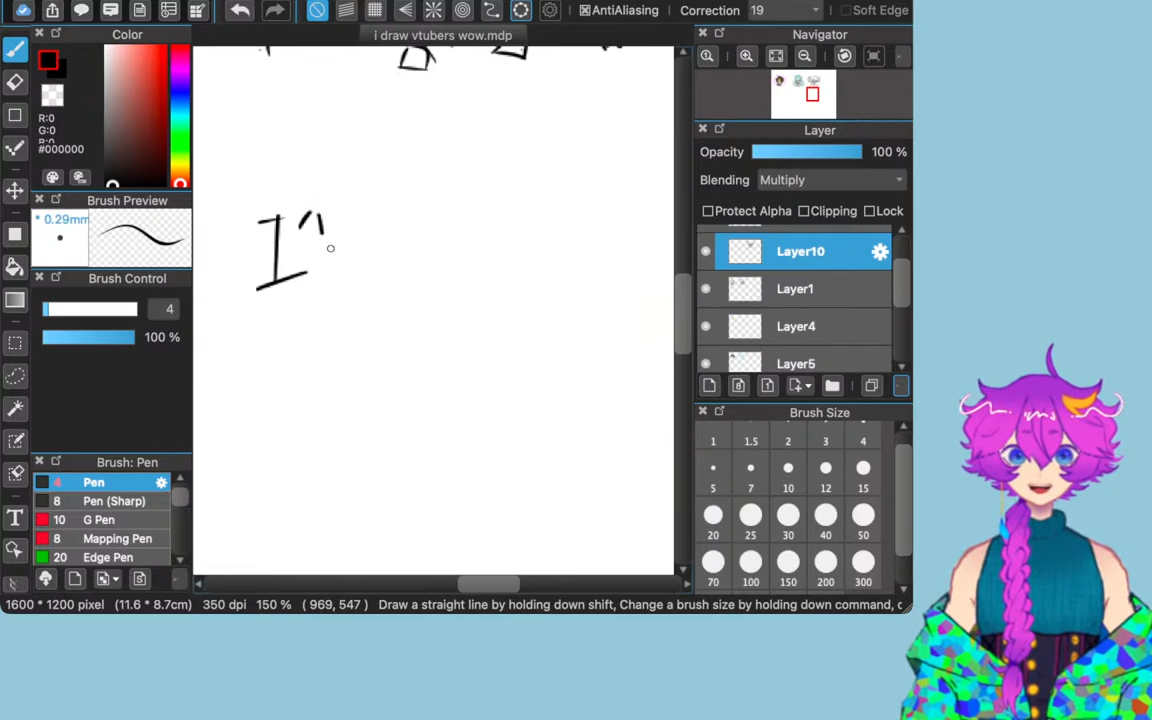 AntiAliasing Correction 19 Soft Edge
i draw vtubers wow.mdp
Color
R:0
G:0
#000000
Brush Preview
* 0.29mm
Brush Control
4
100 %
Brush: Pen
4 Pen
8 Pen (Sharp)
10 G Pen
8 Mapping Pen
20 Edge Pen
I
Navigator
Layer
Opacity 100 %
Blending Multiply
Protect Alpha Clipping Lock
Layer10
Layer1
Layer4
Layer5
Brush Size
1 1.5 2 3 4
5 7 10 12 15
20 25 30 40 50
70 100 150 200 300
1600 * 1200 pixel (11.6 * 8.7cm) 350 dpi 150 % ( 969, 547 ) Draw a straight line by holding down shift, Change a brush size by holding down command,